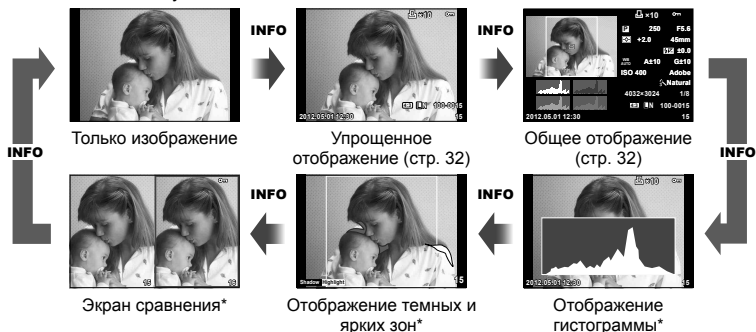 INFO
INFO
×10
2012.05.01 12:30
100-0015
15
×10
P 250 F5.6
+2.0 45mm
±0.0
WB AUTO A±10 G±10
ISO 400 Adobe
Natural
4032×3024 1/8
N 100-0015
2012.05.01 12:30 15
Только изображение
Упрощенное
отображение (стр. 32)
Общее отображение
(стр. 32)
INFO
INFO
INFO
INFO
15
16
Shadow Highlight
15
×10
2012.05.01 12:30
15
Экран сравнения*
Отображение темных и
ярких зон*
Отображение
гистограммы*